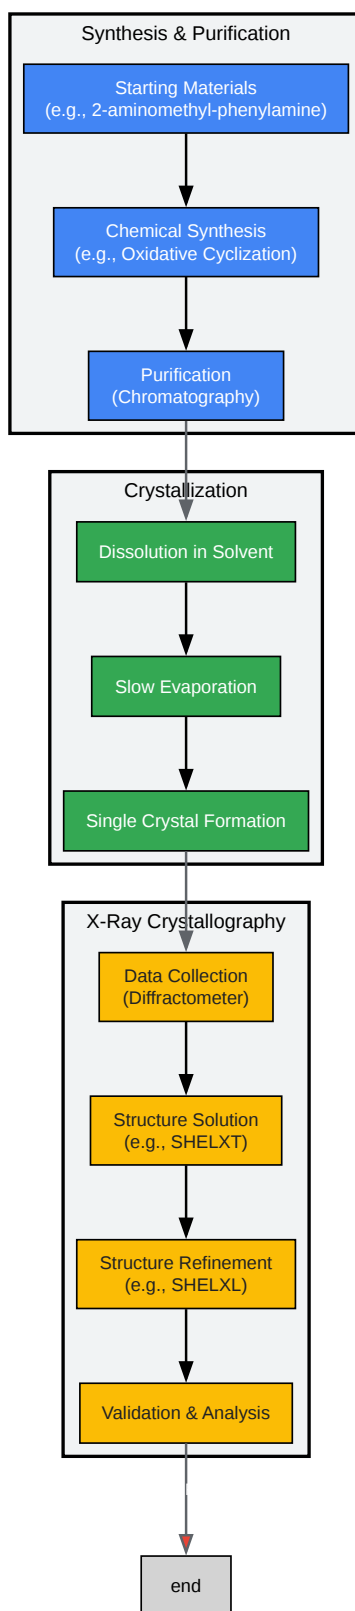 Synthesis & Purification
Starting Materials
(e.g., 2-aminomethyl-phenylamine)
Chemical Synthesis
(e.g., Oxidative Cyclization)
Purification
(Chromatography)
Crystallization
Dissolution in Solvent
Slow Evaporation
Single Crystal Formation
X-Ray Crystallography
Data Collection
(Diffractometer)
Structure Solution
(e.g., SHELXT)
Structure Refinement
(e.g., SHELXL)
Validation & Analysis
end